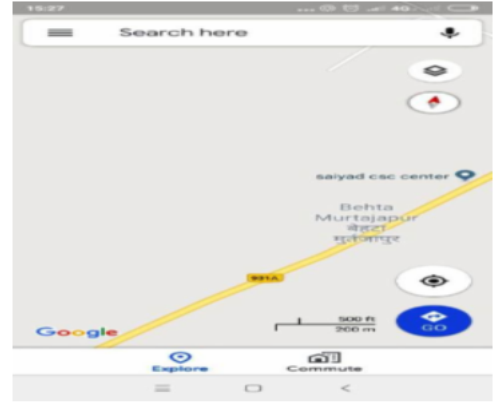 15:27
... 4G
Search here
saiyad csc center
Behta
Murtajapur
बेहटा
मुर्तजापुर
931A
500 ft
200 m
GO
Google
Explore
Commute